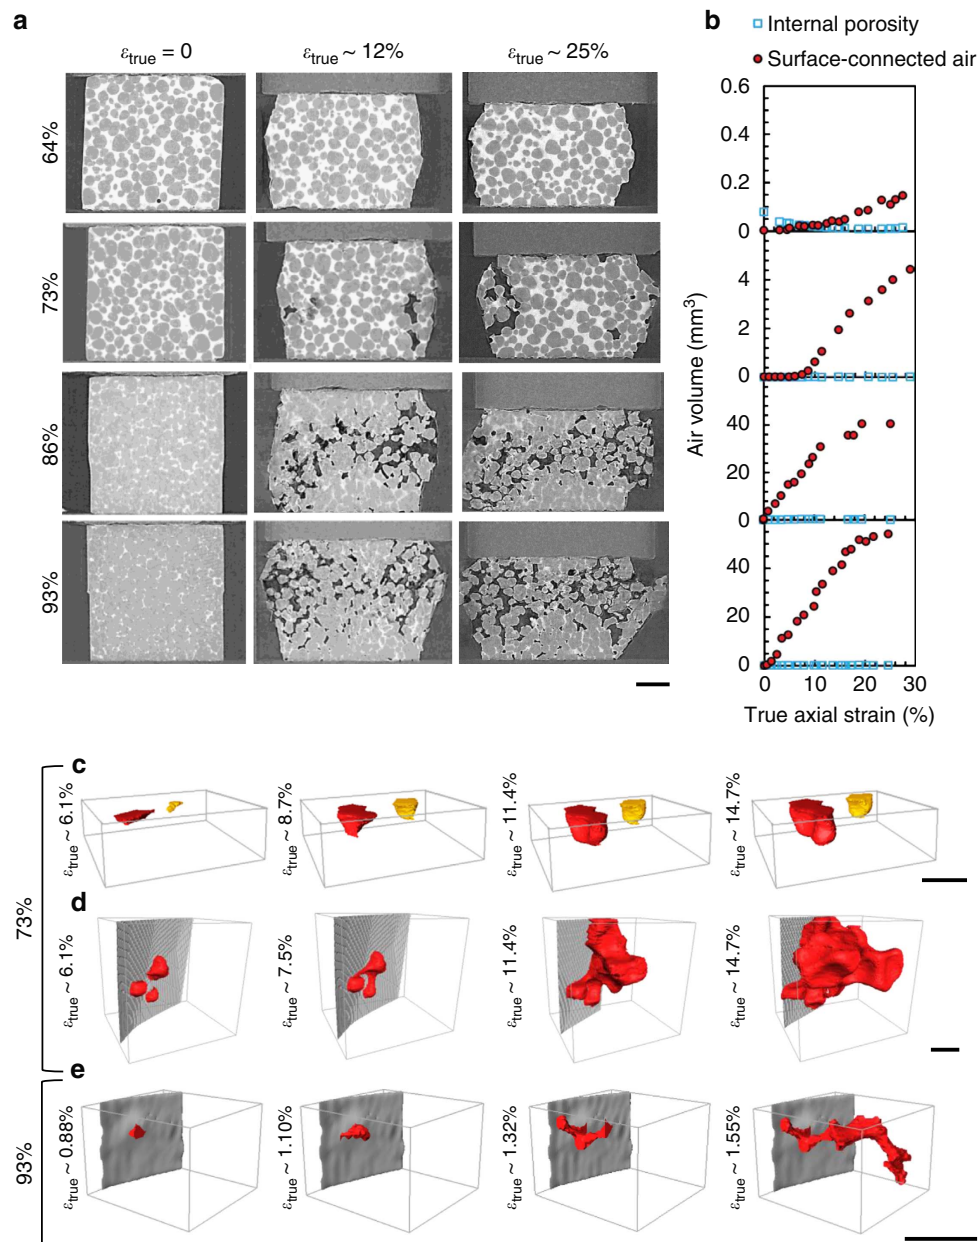 a
ε_true = 0
ε_true ~ 12%
ε_true ~ 25%
64%
73%
86%
93%
b
Internal porosity
Surface-connected air
0.6
0.4
0.2
0
4
2
0
40
20
0
40
20
0
0
10
20
30
Air volume (mm³)
True axial strain (%)
73%
c
ε_true ~ 6.1%
ε_true ~ 8.7%
ε_true ~ 11.4%
ε_true ~ 14.7%
d
ε_true ~ 6.1%
ε_true ~ 7.5%
ε_true ~ 11.4%
ε_true ~ 14.7%
93%
e
ε_true ~ 0.88%
ε_true ~ 1.10%
ε_true ~ 1.32%
ε_true ~ 1.55%